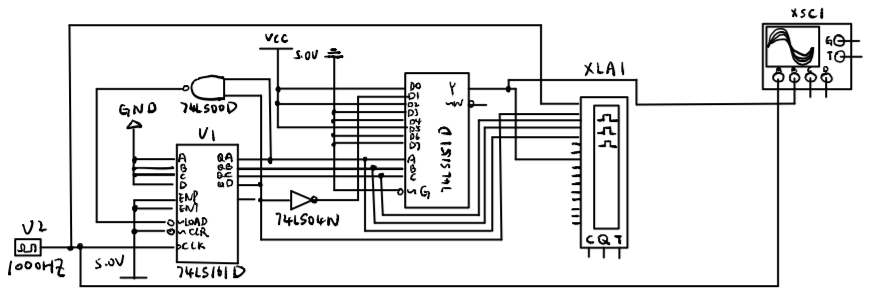 XSC1
G
T
A B C D
VCC
5.0V
XLA1
74LS00D
GND
U1
D0
D1
D2
D3
D4
D5
D6
D7
Y
~W
A
B
C
~G
74LS151D
A
B
C
D
ENP
ENT
~LOAD
~CLR
CLK
QA
QB
QC
QD
74LS04N
74LS161D
V2
1000HZ
5.0V
C Q T